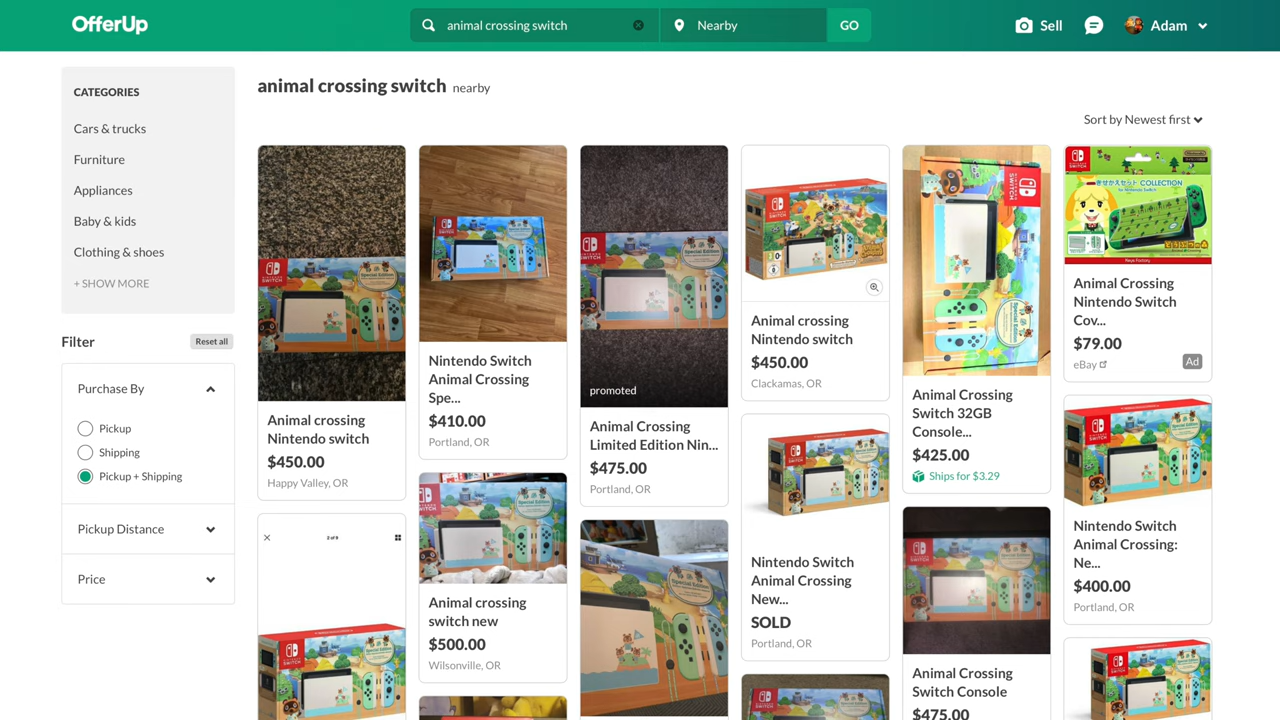 OfferUp
animal crossing switch
Nearby
GO
Sell
Adam
CATEGORIES
Cars & trucks
Furniture
Appliances
Baby & kids
Clothing & shoes
+ SHOW MORE
Filter
Reset all
Purchase By
Pickup
Shipping
Pickup + Shipping
Pickup Distance
Price
animal crossing switch nearby
Sort by Newest first
Animal crossing
Nintendo switch
$450.00
Happy Valley, OR
2 of 9
Nintendo Switch
Animal Crossing
Spe...
$410.00
Portland, OR
Animal crossing
switch new
$500.00
Wilsonville, OR
promoted
Animal Crossing
Limited Edition Nin...
$475.00
Portland, OR
Animal crossing
Nintendo switch
$450.00
Clackamas, OR
Nintendo Switch
Animal Crossing
New...
SOLD
Portland, OR
Animal Crossing
Switch 32GB
Console...
$425.00
Ships for $3.29
Animal Crossing
Switch Console
$475.00
COLLECTION
Animal Crossing
Nintendo Switch
Cov...
$79.00
eBay
Ad
Nintendo Switch
Animal Crossing:
Ne...
$400.00
Portland, OR